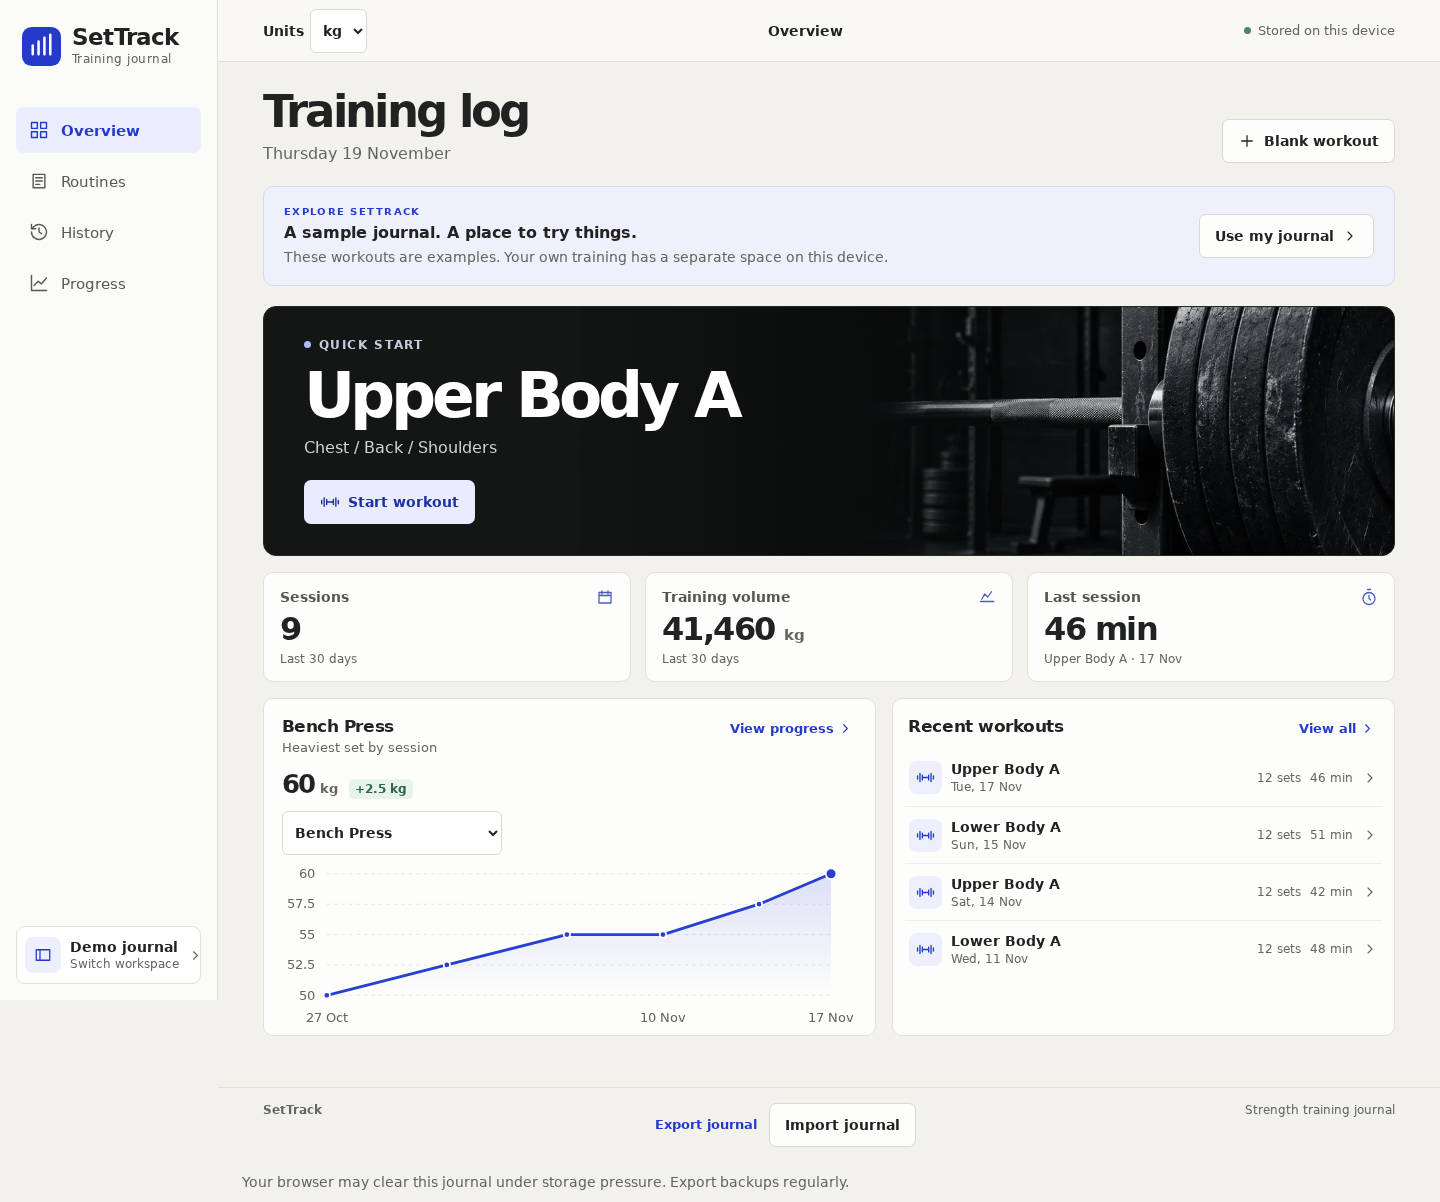 SetTrack
Training journal
Overview
Routines
History
Progress
Demo journal
Switch workspace
Units kg
Overview
Stored on this device
Training log
Thursday 19 November
Blank workout
EXPLORE SETTRACK
A sample journal. A place to try things.
These workouts are examples. Your own training has a separate space on this device.
Use my journal
QUICK START
Upper Body A
Chest / Back / Shoulders
Start workout
Sessions
9
Last 30 days
Training volume
41,460 kg
Last 30 days
Last session
46 min
Upper Body A · 17 Nov
Bench Press
View progress
Heaviest set by session
60 kg +2.5 kg
Bench Press
60
57.5
55
52.5
50
27 Oct 10 Nov 17 Nov
Recent workouts
View all
Upper Body A
Tue, 17 Nov
12 sets 46 min
Lower Body A
Sun, 15 Nov
12 sets 51 min
Upper Body A
Sat, 14 Nov
12 sets 42 min
Lower Body A
Wed, 11 Nov
12 sets 48 min
SetTrack
Export journal
Import journal
Strength training journal
Your browser may clear this journal under storage pressure. Export backups regularly.